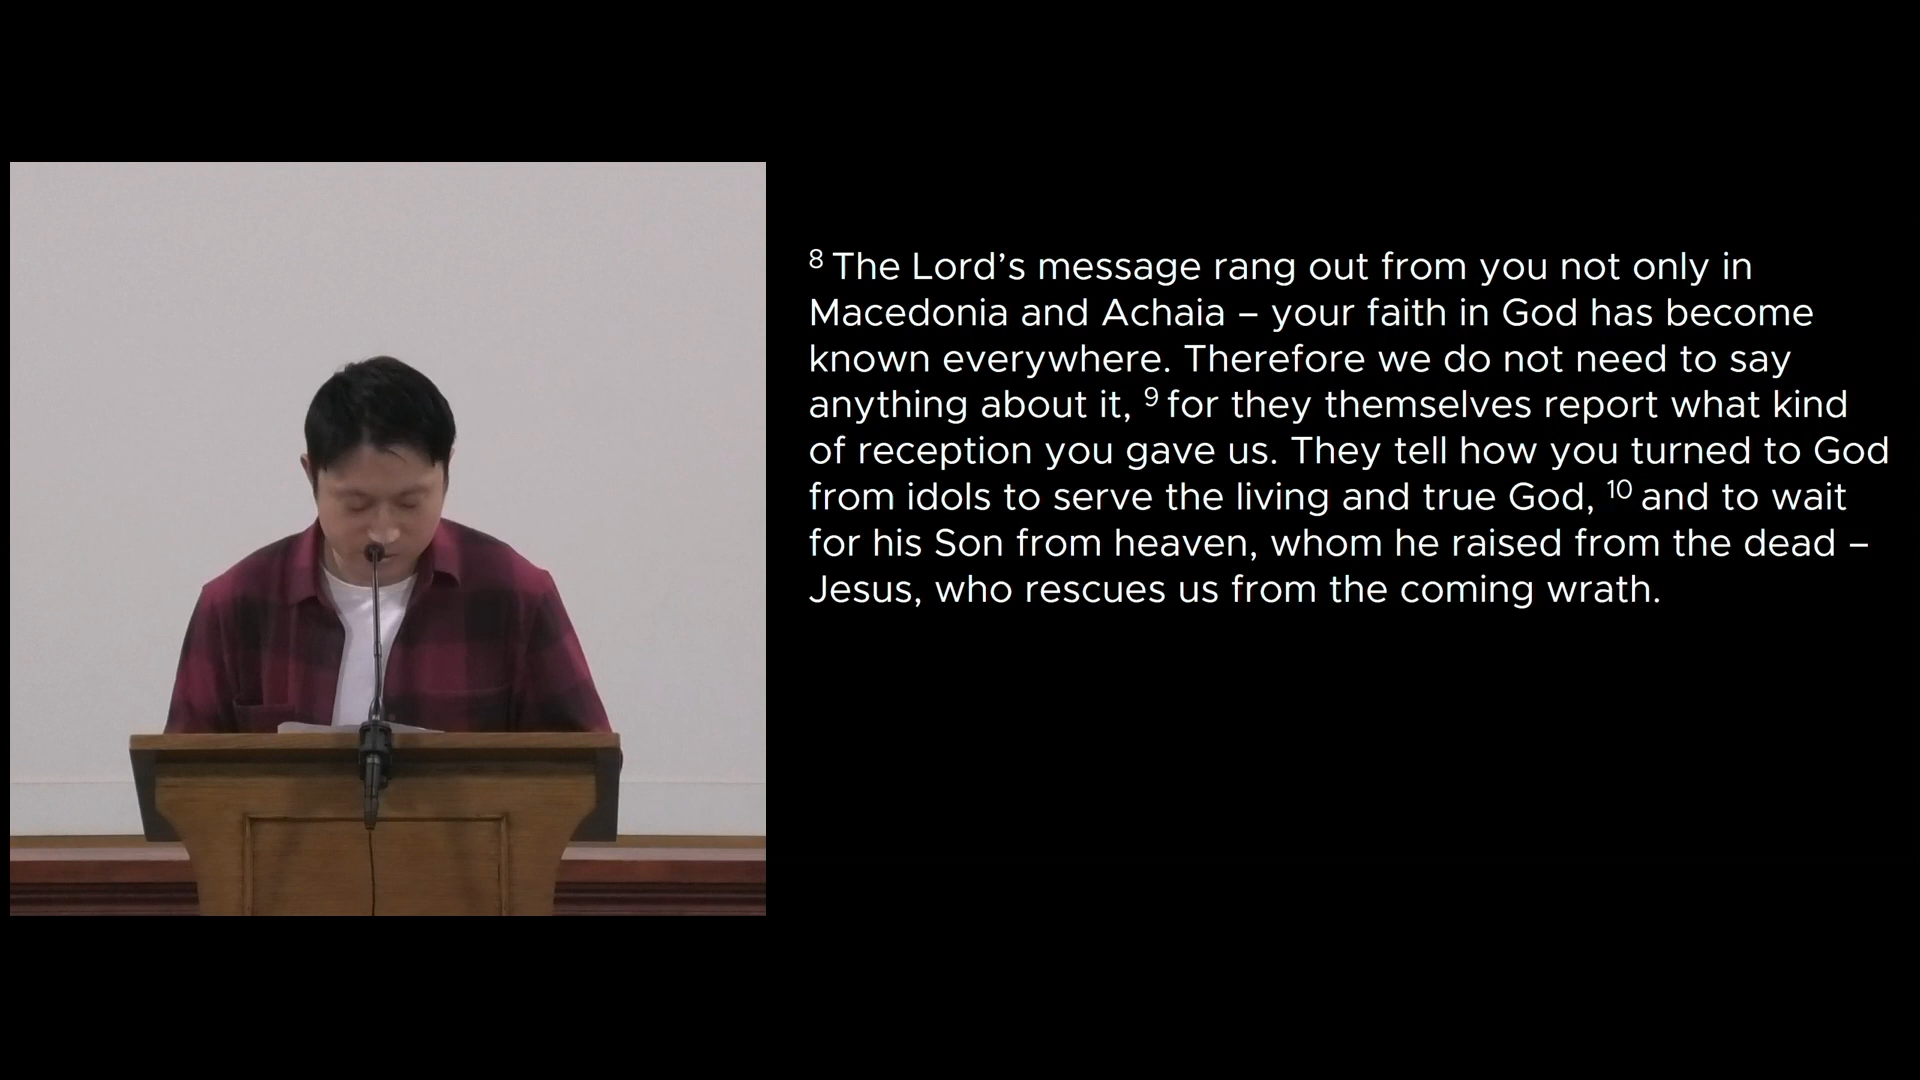 8 The Lord’s message rang out from you not only in
Macedonia and Achaia – your faith in God has become
known everywhere. Therefore we do not need to say
anything about it, 9 for they themselves report what kind
of reception you gave us. They tell how you turned to God
from idols to serve the living and true God, 10 and to wait
for his Son from heaven, whom he raised from the dead –
Jesus, who rescues us from the coming wrath.